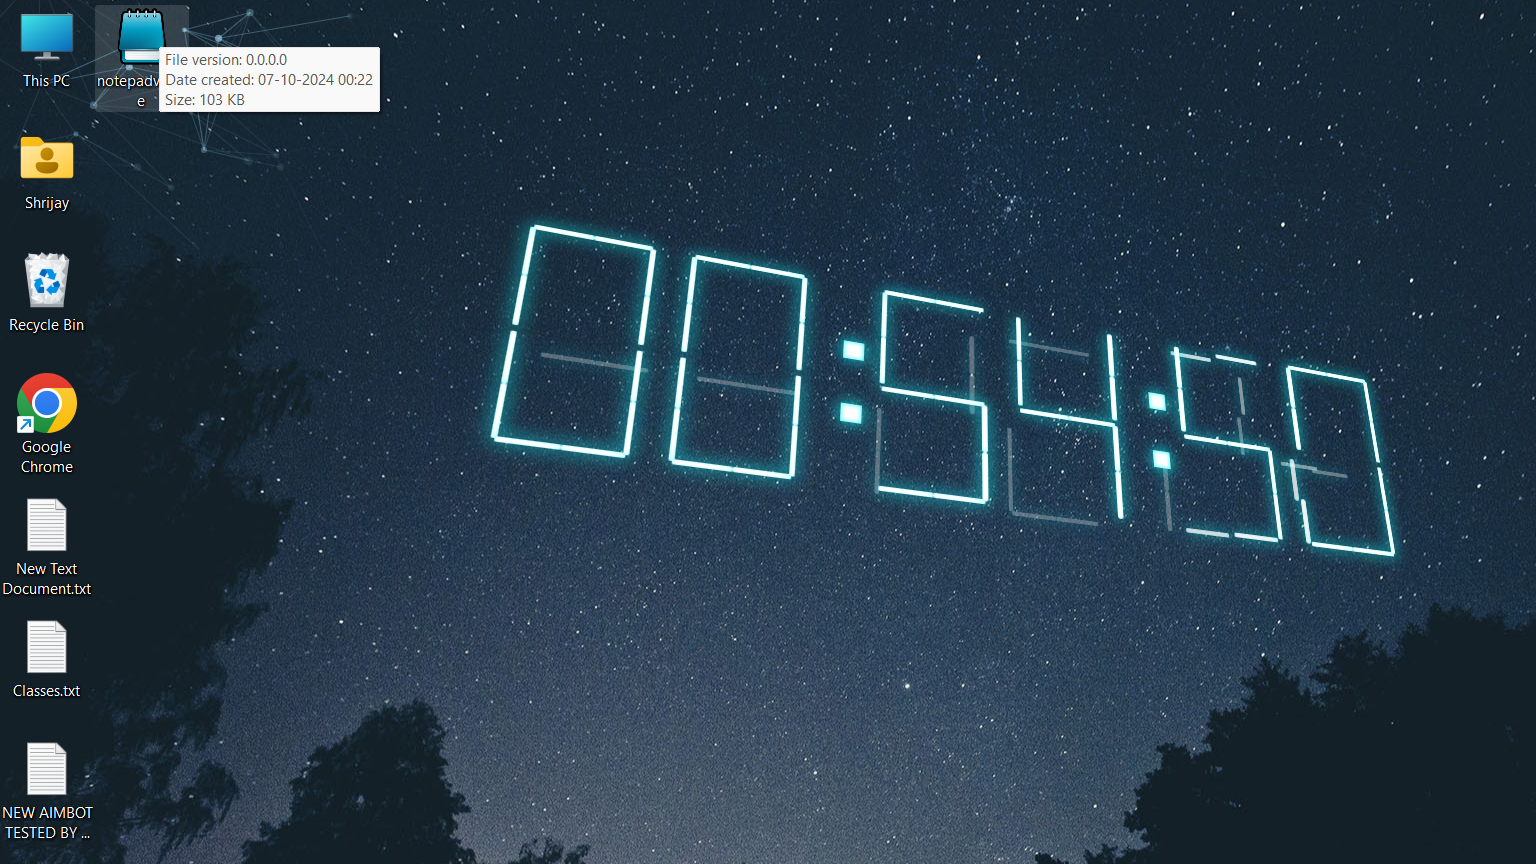 This PC
notepadv
e
File version: 0.0.0.0
Date created: 07-10-2024 00:22
Size: 103 KB
Shrijay
Recycle Bin
Google
Chrome
New Text
Document.txt
Classes.txt
NEW AIMBOT
TESTED BY ...
00:54:50